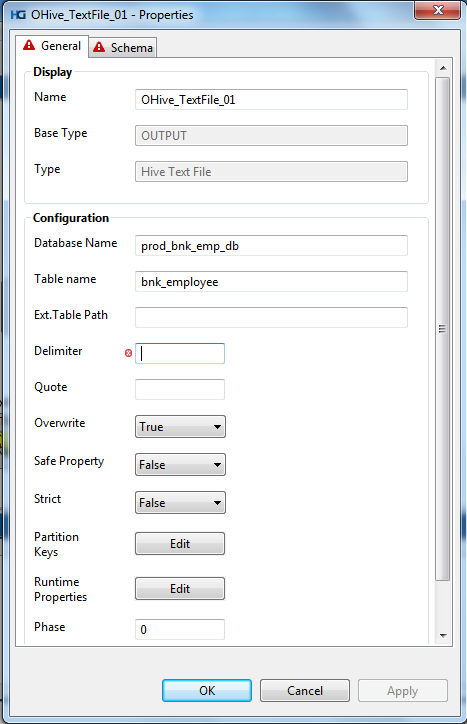 HG OHive_TextFile_01 - Properties
General
Schema
Display
Name
OHive_TextFile_01
Base Type
OUTPUT
Type
Hive Text File
Configuration
Database Name
prod_bnk_emp_db
Table name
bnk_employee
Ext.Table Path
Delimiter
Quote
Overwrite
True
Safe Property
False
Strict
False
Partition
Keys
Edit
Runtime
Properties
Edit
Phase
0
OK
Cancel
Apply